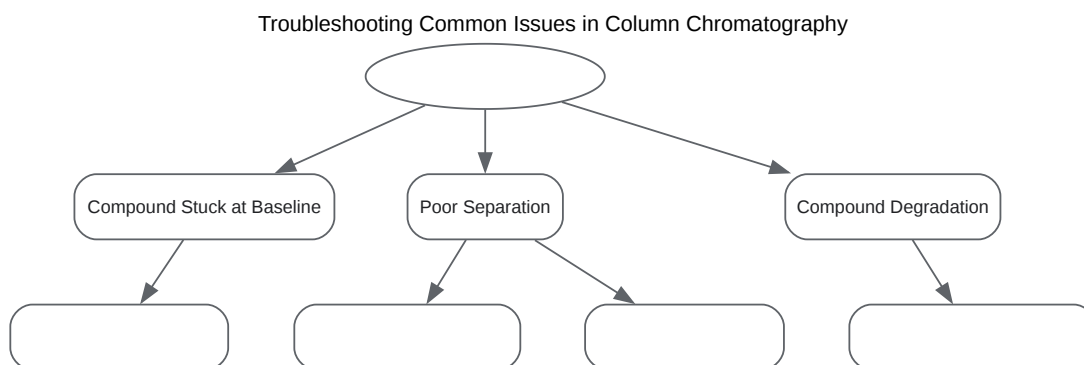 Troubleshooting Common Issues in Column Chromatography
Compound Stuck at Baseline
Poor Separation
Compound Degradation